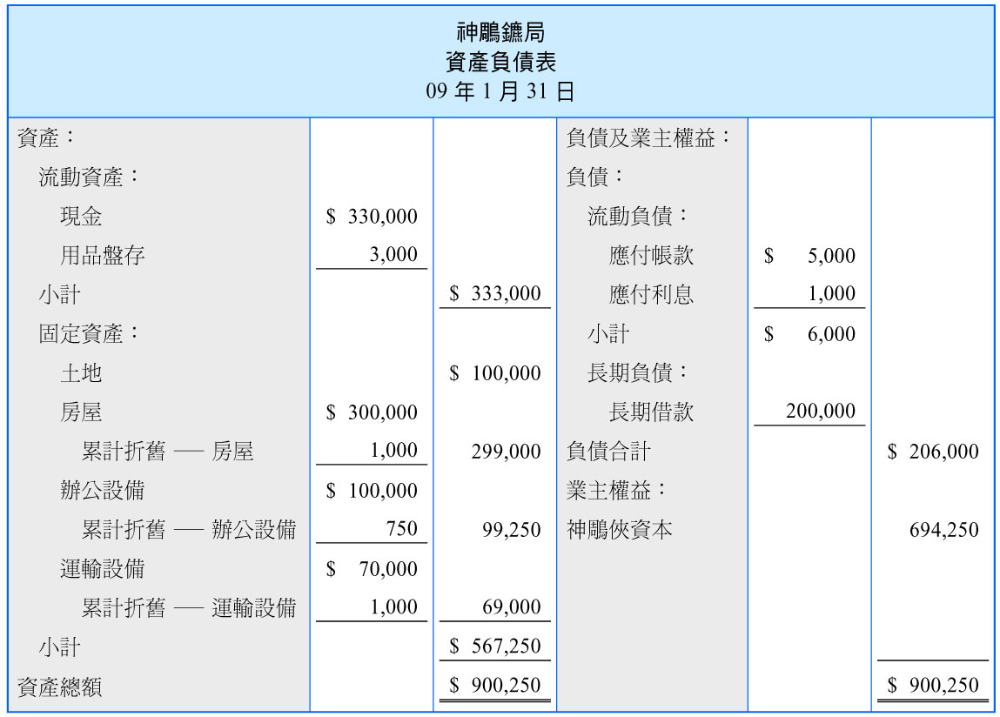 神鵰鑣局
資產負債表
09 年 1 月 31 日
資產： 負債及業主權益：
流動資產： 負債：
現金 $ 330,000 流動負債：
用品盤存 3,000 應付帳款 $ 5,000
小計 $ 333,000 應付利息 1,000
固定資產： 小計 $ 6,000
土地 $ 100,000 長期負債：
房屋 $ 300,000 長期借款 200,000
累計折舊 — 房屋 1,000 299,000 負債合計 $ 206,000
辦公設備 $ 100,000 業主權益：
累計折舊 — 辦公設備 750 99,250 神鵰俠資本 694,250
運輸設備 $ 70,000
累計折舊 — 運輸設備 1,000 69,000
小計 $ 567,250
資產總額 $ 900,250 $ 900,250